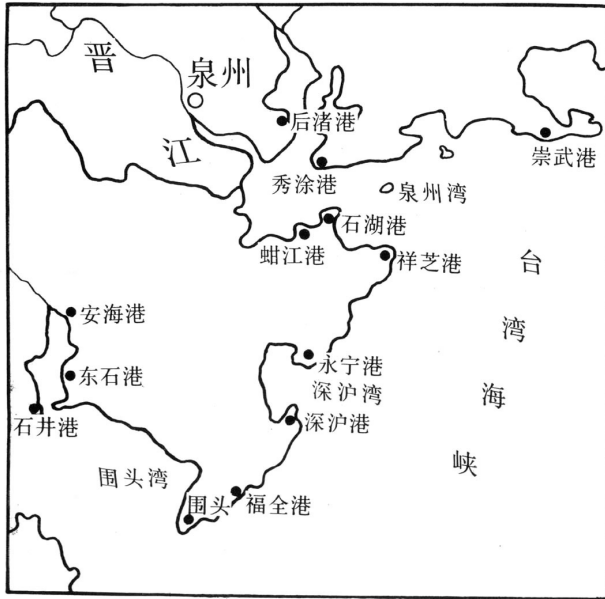 晋江
泉州
后渚港
崇武港
秀涂港
泉州湾
石湖港
蚶江港
祥芝港
台湾海峡
安海港
永宁港
东石港
深沪湾
石井港
深沪港
围头湾
围头
福全港